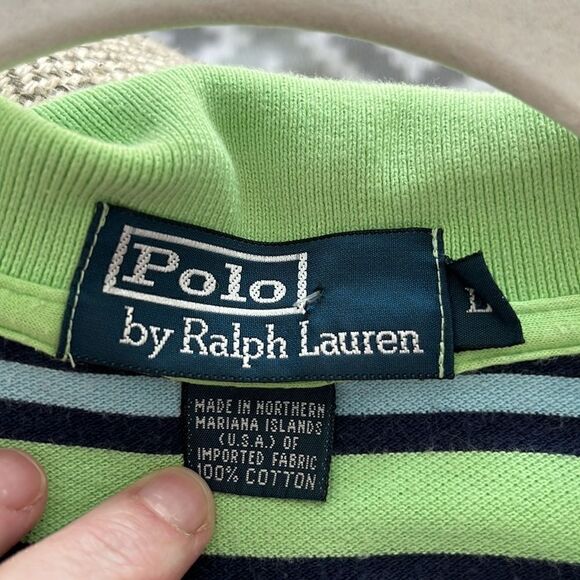 Polo
by Ralph Lauren
L
MADE IN NORTHERN
MARIANA ISLANDS
(U.S.A.) OF
IMPORTED FABRIC
100% COTTON